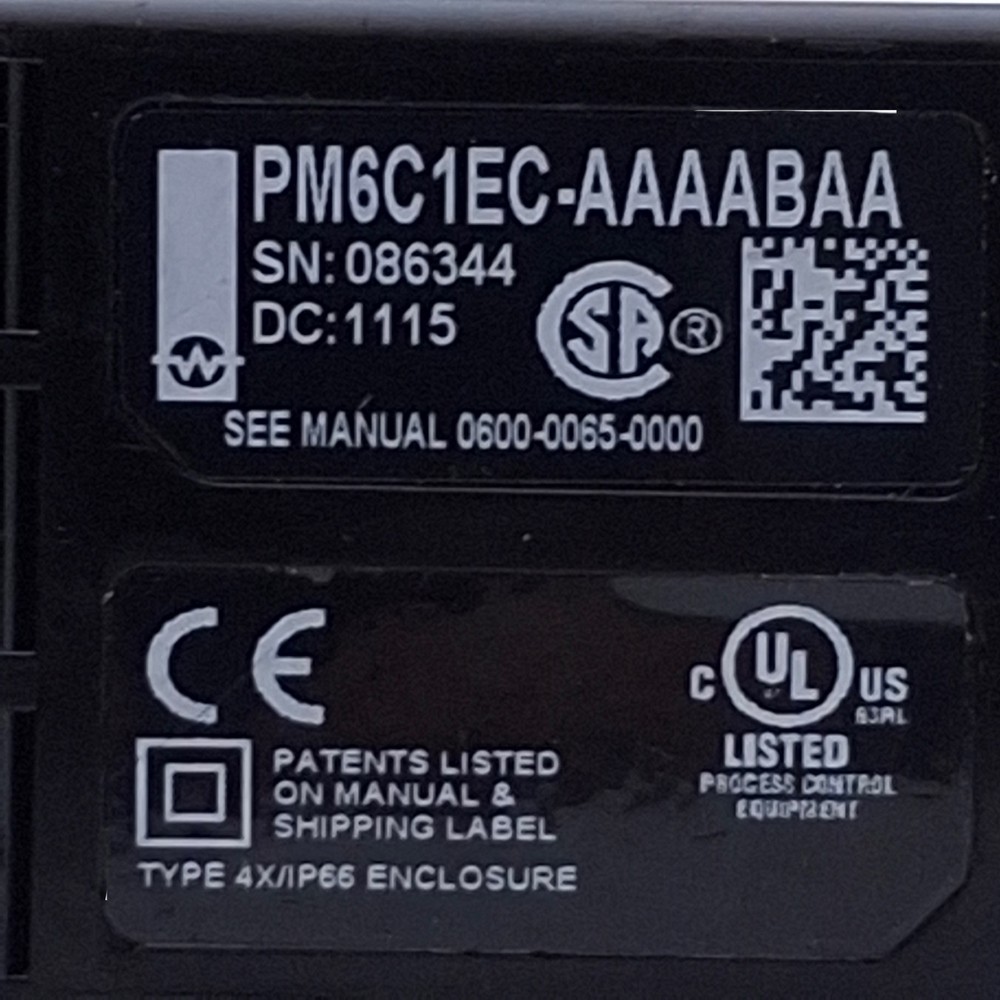 PM6C1EC-AAAABAA
SN: 086344
DC:1115
SA ®
SEE MANUAL 0600-0065-0000
CE
C UL US
LISTED
PROCESS CONTROL
EQUIPMENT
PATENTS LISTED
ON MANUAL &
SHIPPING LABEL
TYPE 4X/IP66 ENCLOSURE